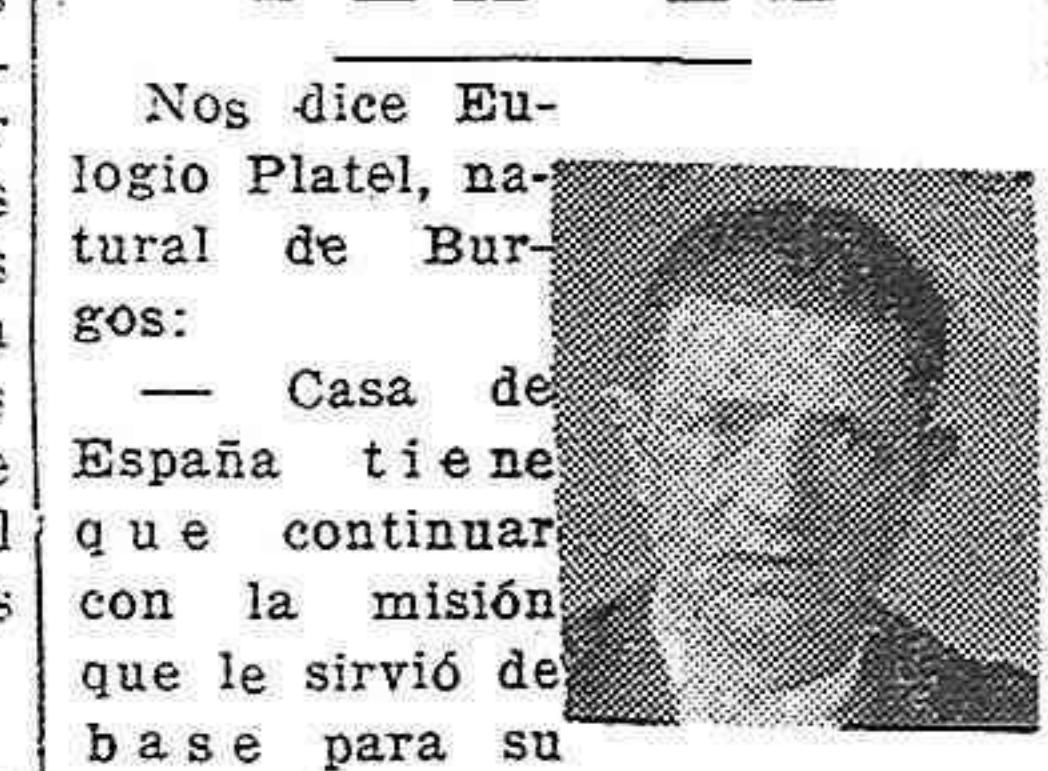 Nos dice Eu-
logio Platel, na-
tural de Bur-
gos:
— Casa de
España tiene
que continuar
con la misión
que le sirvió de
base para su